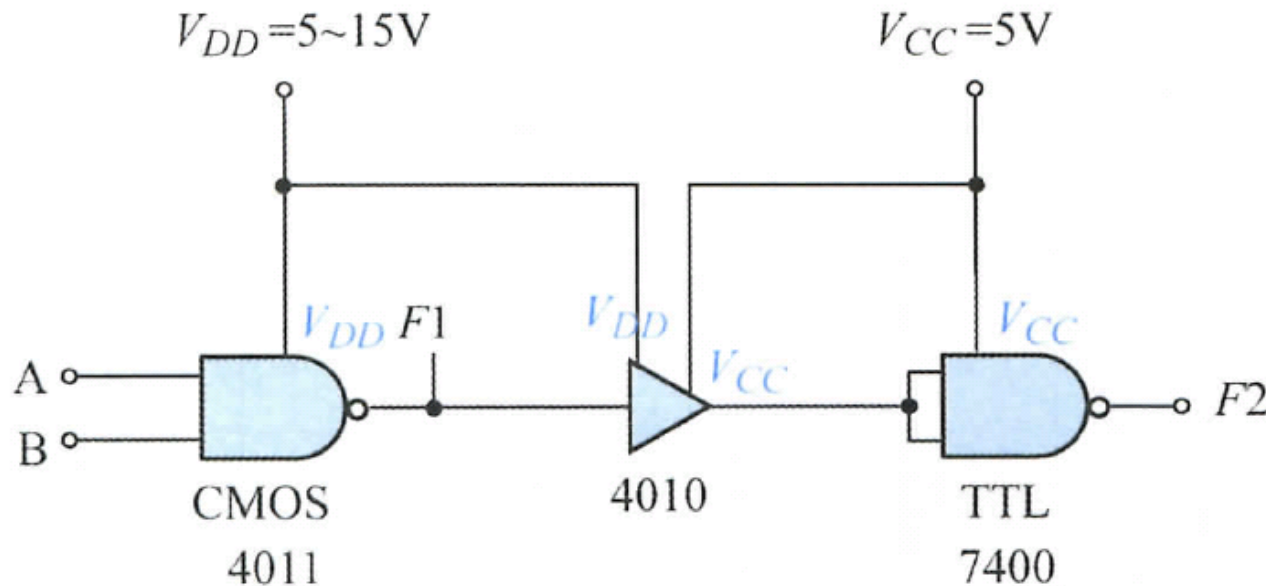 V_DD=5~15V
V_CC=5V
V_DD
F1
V_DD
V_CC
V_CC
A
B
F2
CMOS
4011
4010
TTL
7400